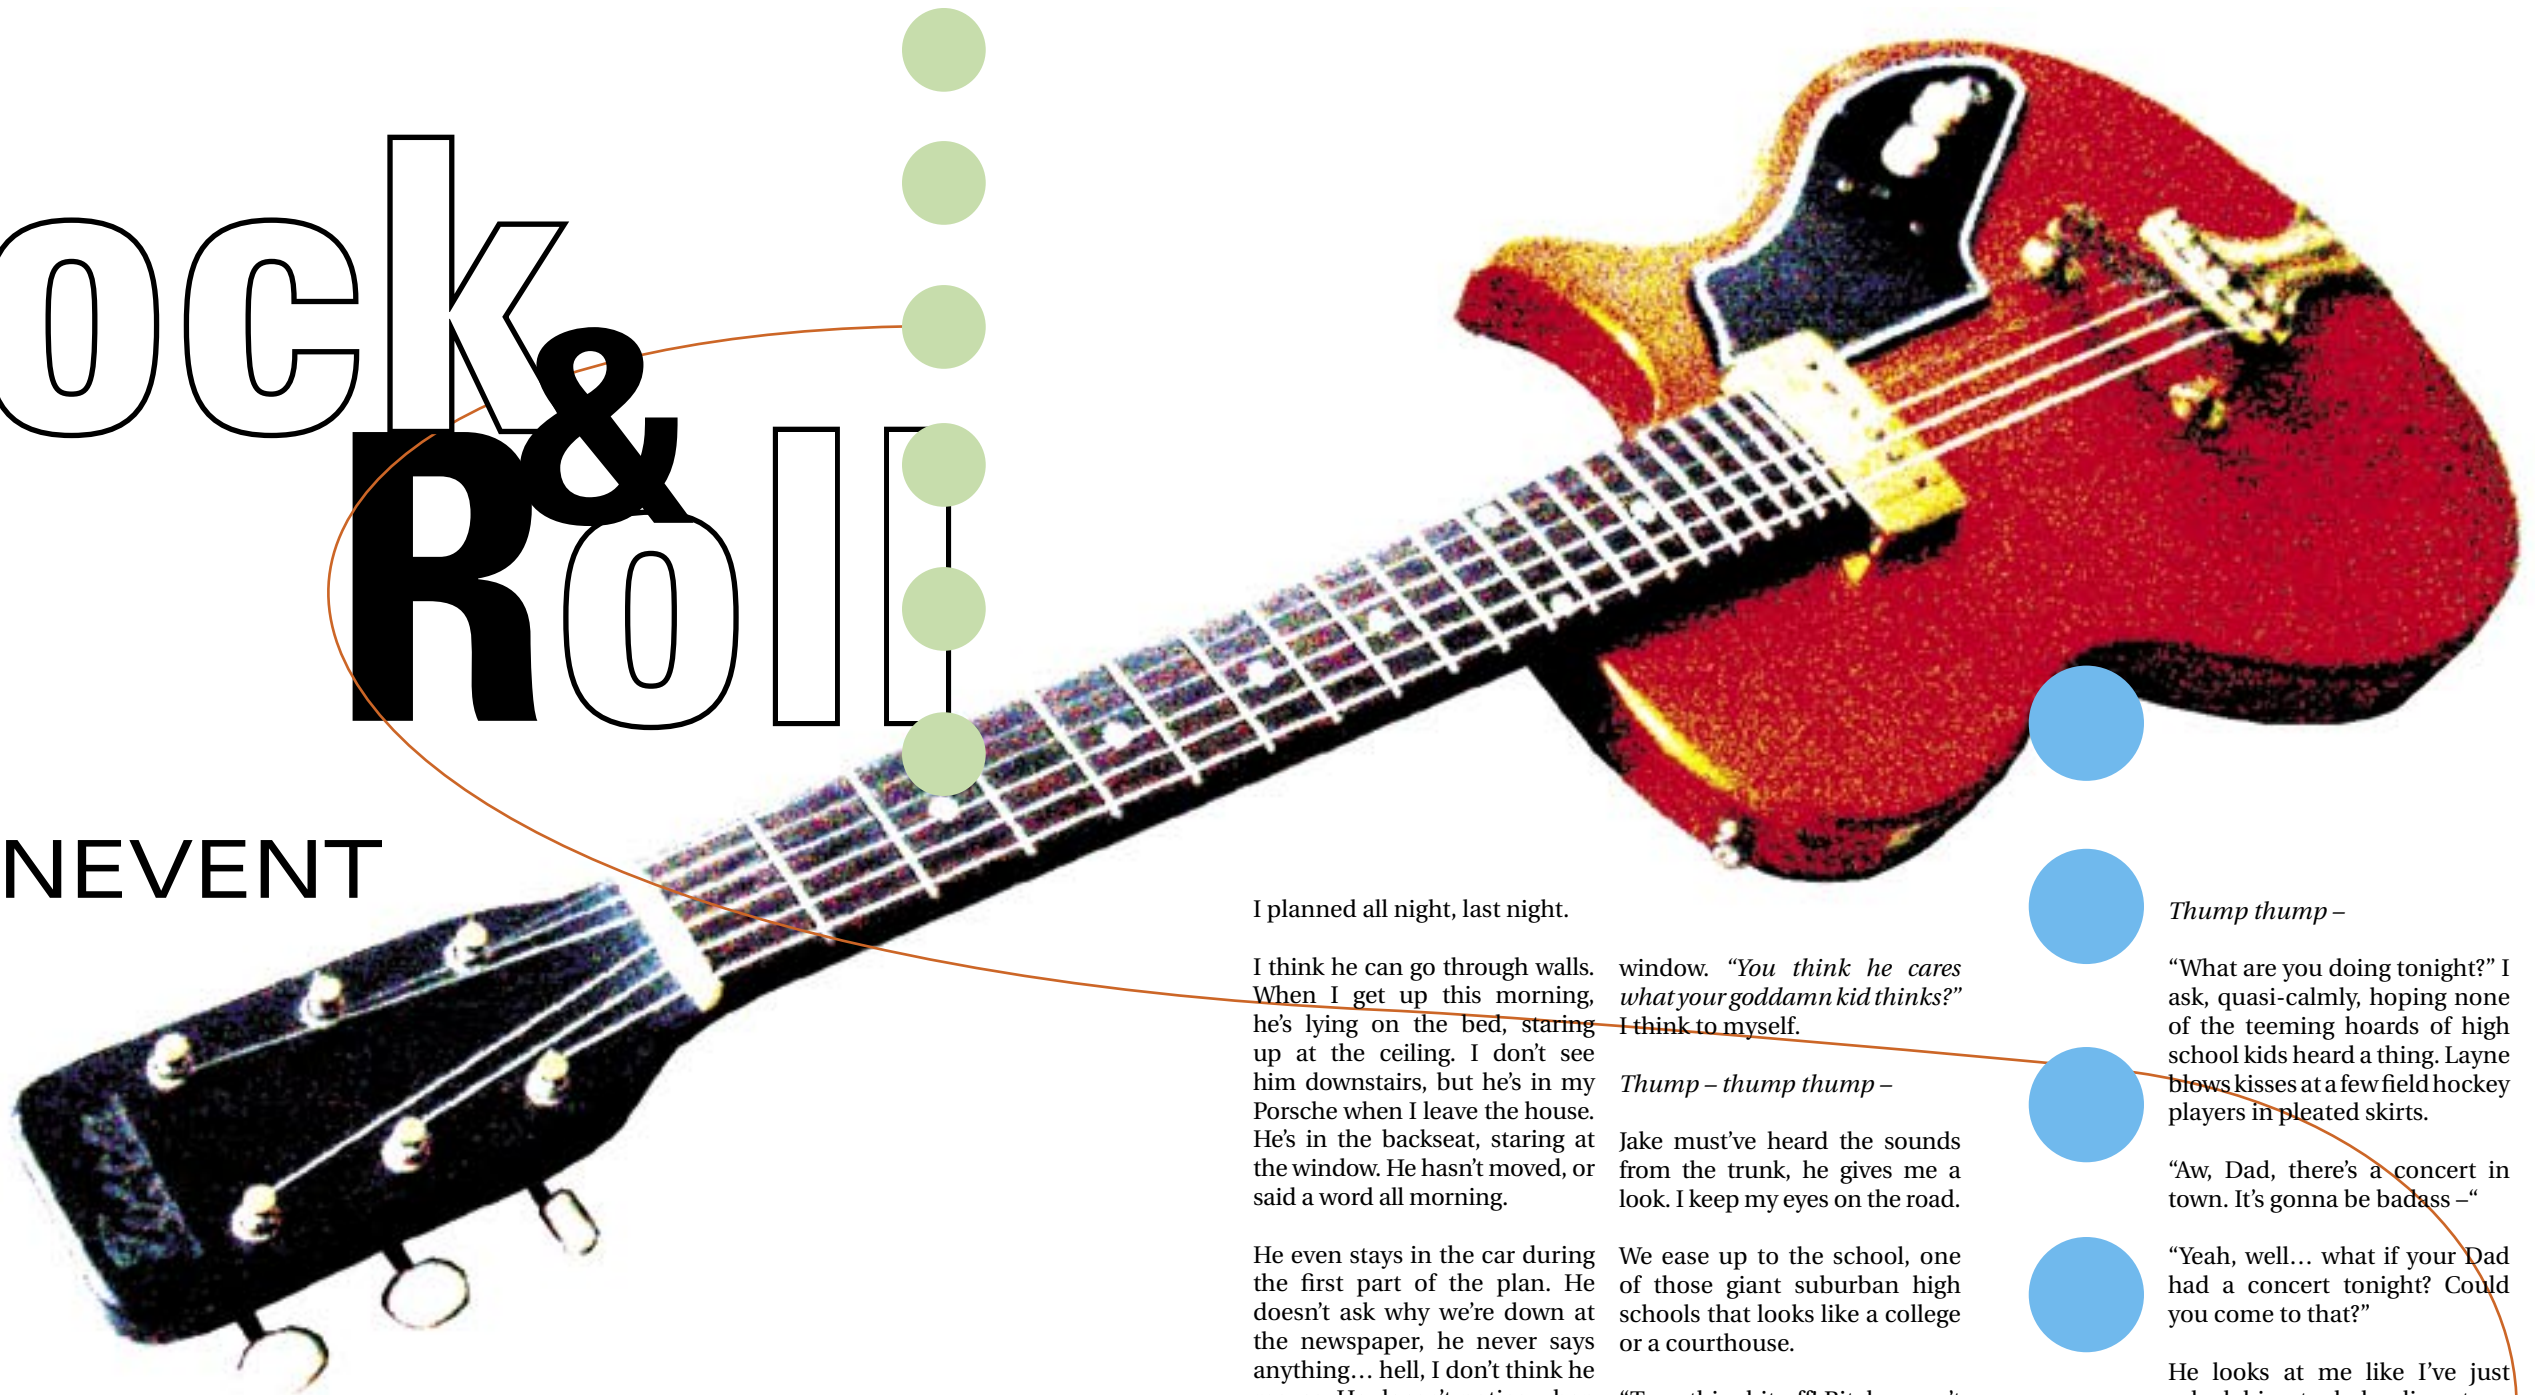 ock
&
Roll
NEVENT
I planned all night, last night.
I think he can go through walls.
When I get up this morning,
he's lying on the bed, staring
up at the ceiling. I don't see
him downstairs, but he's in my
Porsche when I leave the house.
He's in the backseat, staring at
the window. He hasn't moved, or
said a word all morning.
He even stays in the car during
the first part of the plan. He
doesn't ask why we're down at
the newspaper, he never says
anything… hell, I don't think he
window. “You think he cares
what your goddamn kid thinks?”
I think to myself.
Thump – thump thump –
Jake must've heard the sounds
from the trunk, he gives me a
look. I keep my eyes on the road.
We ease up to the school, one
of those giant suburban high
schools that looks like a college
or a courthouse.
Thump thump –
“What are you doing tonight?” I
ask, quasi-calmly, hoping none
of the teeming hoards of high
school kids heard a thing. Layne
blows kisses at a few field hockey
players in pleated skirts.
“Aw, Dad, there's a concert in
town. It's gonna be badass –“
“Yeah, well… what if your Dad
had a concert tonight? Could
you come to that?”
He looks at me like I've just